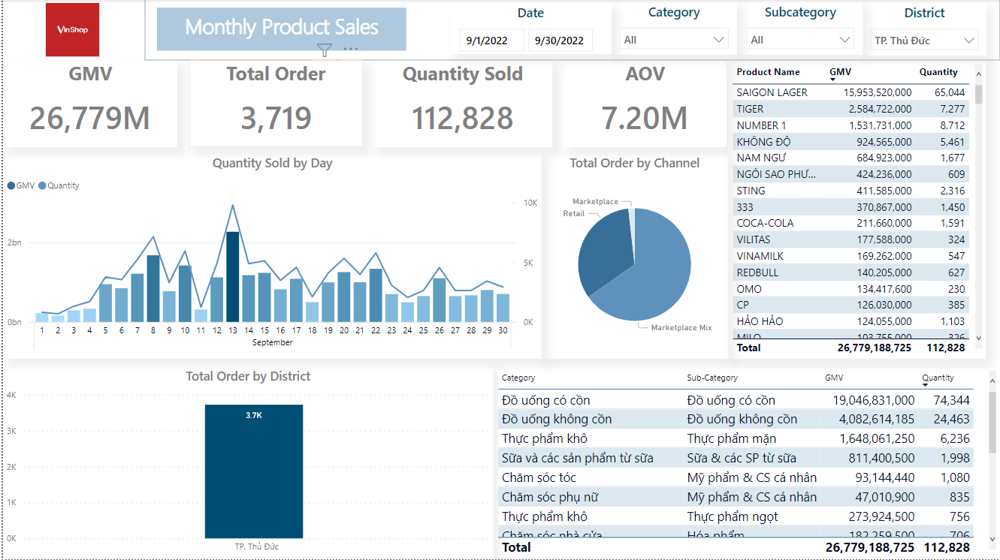 VinShop
Monthly Product Sales
Date
9/1/2022 9/30/2022
Category
All
Subcategory
All
District
TP. Thủ Đức
GMV
26,779M
Total Order
3,719
Quantity Sold
112,828
AOV
7.20M
Product Name GMV Quantity
SAIGON LAGER 15,953,520,000 65,044
TIGER 2,584,722,000 7,277
NUMBER 1 1,531,731,000 8,712
KHÔNG ĐỘ 924,565,000 5,461
NAM NGƯ 684,923,000 1,677
NGÔI SAO PHƯ... 424,236,000 609
STING 411,585,000 2,316
333 370,867,000 1,450
COCA-COLA 211,660,000 1,591
VILITAS 177,588,000 324
VINAMILK 169,262,000 547
REDBULL 140,205,000 627
OMO 134,417,600 230
CP 126,030,000 385
HẢO HẢO 124,055,000 1,103
MILO 103,755,000 326
Total 26,779,188,725 112,828
Quantity Sold by Day
GMV Quantity
10K
2bn
5K
0bn
0K
1 2 3 4 5 6 7 8 9 10 11 12 13 14 15 16 17 18 19 20 21 22 23 24 25 26 27 28 29 30
September
Total Order by Channel
Marketplace
Retail
Marketplace Mix
Total Order by District
4K
3.7K
3K
2K
1K
0K
TP. Thủ Đức
Category Sub-Category GMV Quantity
Đồ uống có cồn Đồ uống có cồn 19,046,831,000 74,344
Đồ uống không cồn Đồ uống không cồn 4,082,614,185 24,463
Thực phẩm khô Thực phẩm mặn 1,648,061,250 6,236
Sữa và các sản phẩm từ sữa Sữa & các SP từ sữa 811,400,500 1,998
Chăm sóc tóc Mỹ phẩm & CS cá nhân 93,144,440 1,080
Chăm sóc phụ nữ Mỹ phẩm & CS cá nhân 47,010,900 835
Thực phẩm khô Thực phẩm ngọt 273,924,500 756
Chăm sóc nhà cửa Hóa phẩm 182,259,500 706
Total 26,779,188,725 112,828